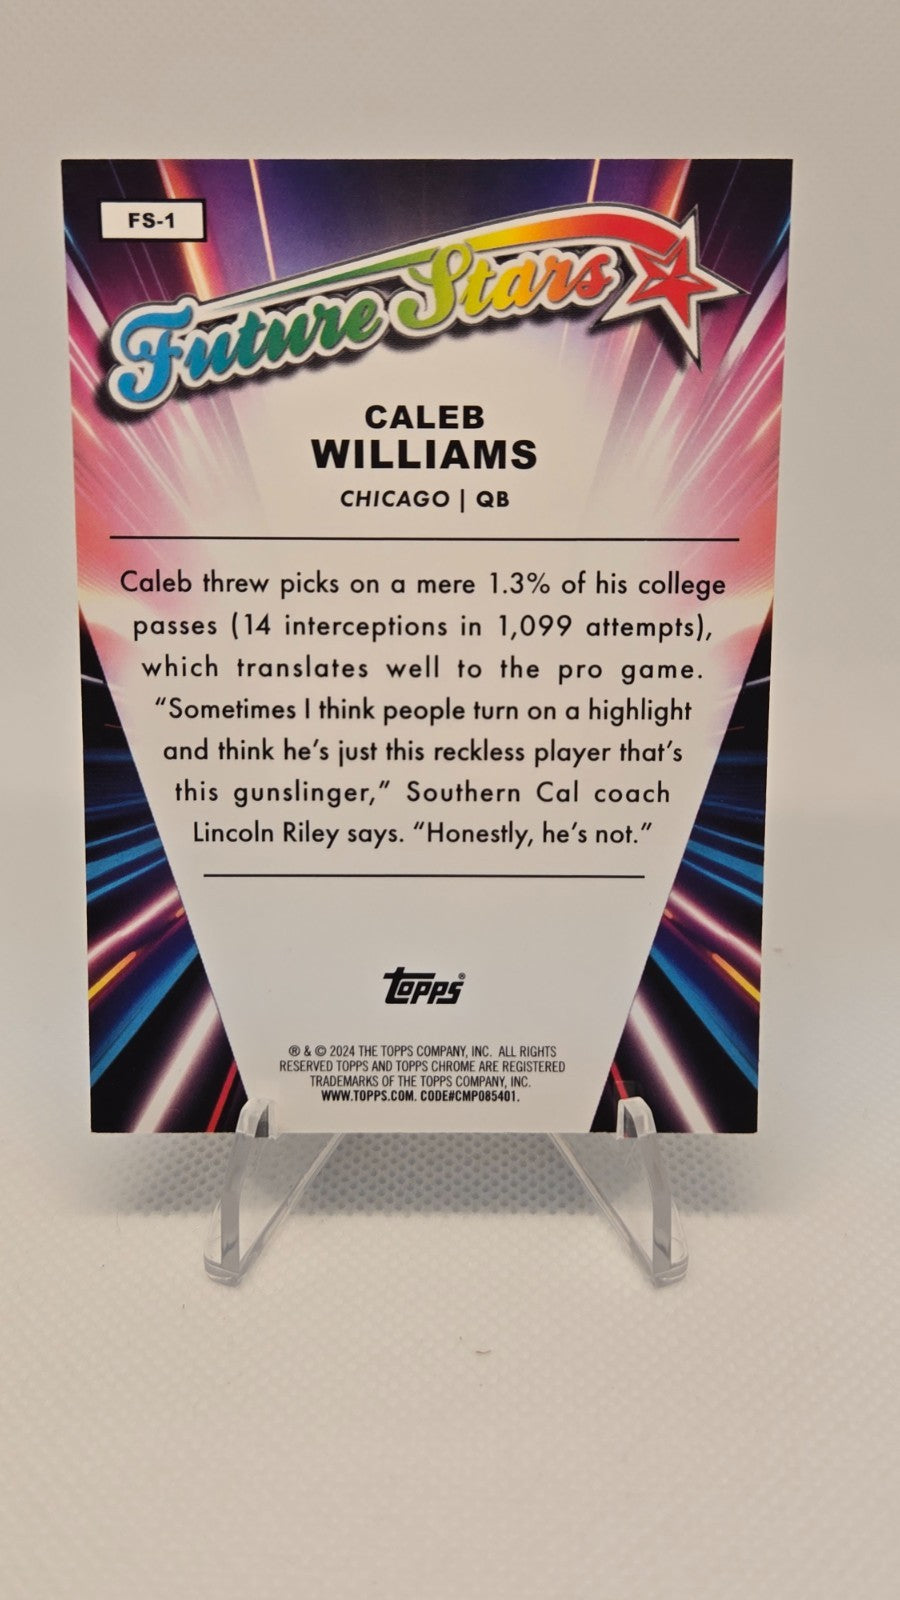 FS-1
Future Stars
CALEB
WILLIAMS
CHICAGO | QB
Caleb threw picks on a mere 1.3% of his college
passes (14 interceptions in 1,099 attempts),
which translates well to the pro game.
“Sometimes I think people turn on a highlight
and think he’s just this reckless player that’s
this gunslinger,” Southern Cal coach
Lincoln Riley says. “Honestly, he’s not.”
topps®
® & © 2024 THE TOPPS COMPANY, INC. ALL RIGHTS
RESERVED TOPPS AND TOPPS CHROME ARE REGISTERED
TRADEMARKS OF THE TOPPS COMPANY, INC.
WWW.TOPPS.COM. CODE#CMP085401.